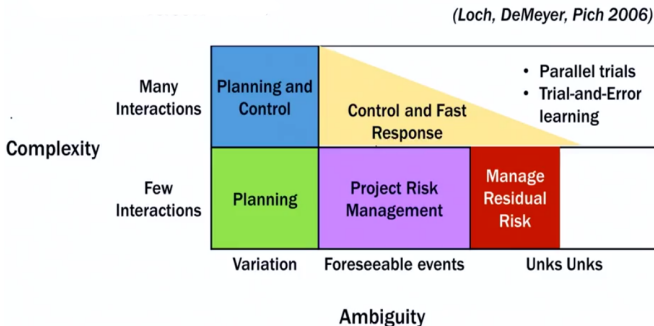 (Loch, DeMeyer, Pich 2006)
Many
Interactions
Planning and
Control
Control and Fast
Response
• Parallel trials
• Trial-and-Error
learning
Complexity
Few
Interactions
Planning
Project Risk
Management
Manage
Residual
Risk
Variation
Foreseeable events
Unks Unks
Ambiguity